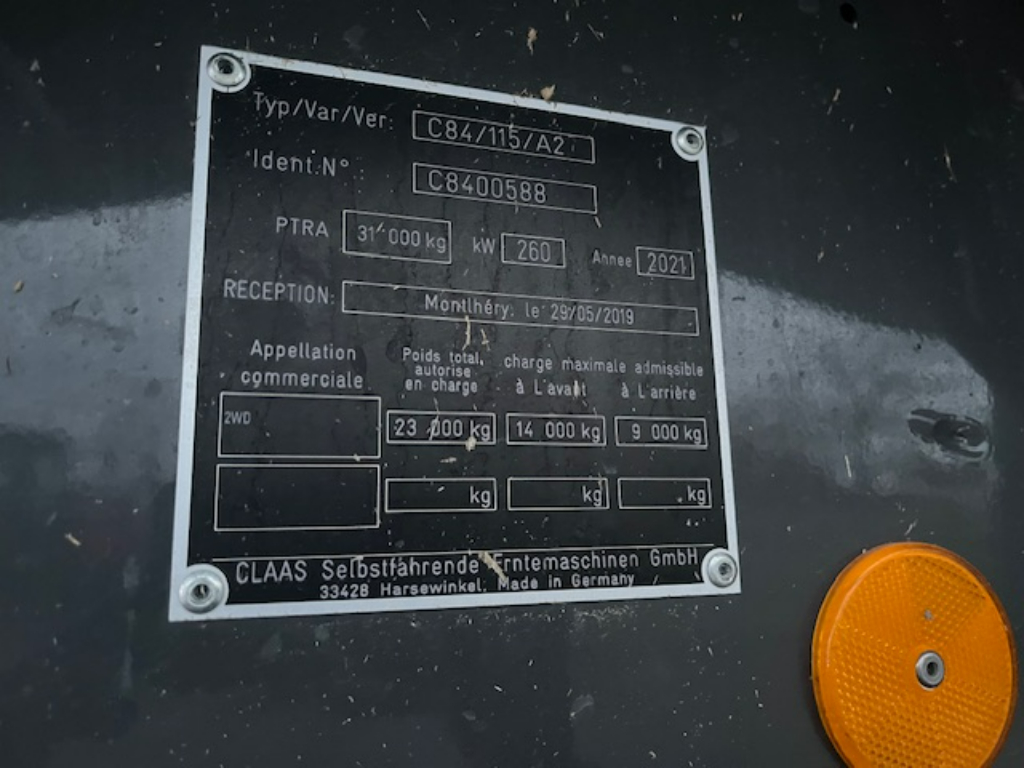 Typ/Var/Ver: C84/115/A2
Ident.N° C8400588
PTRA 31 000 kg kW 260 Annee 2021
RECEPTION: Montlhéry, le 29/05/2019
Appellation commerciale
Poids total autorise en charge
charge maximale admissible
à L'avant à L'arrière
2WD 23 000 kg 14 000 kg 9 000 kg
kg kg kg
CLAAS Selbstfahrende Erntemaschinen GmbH
33428 Harsewinkel, Made in Germany